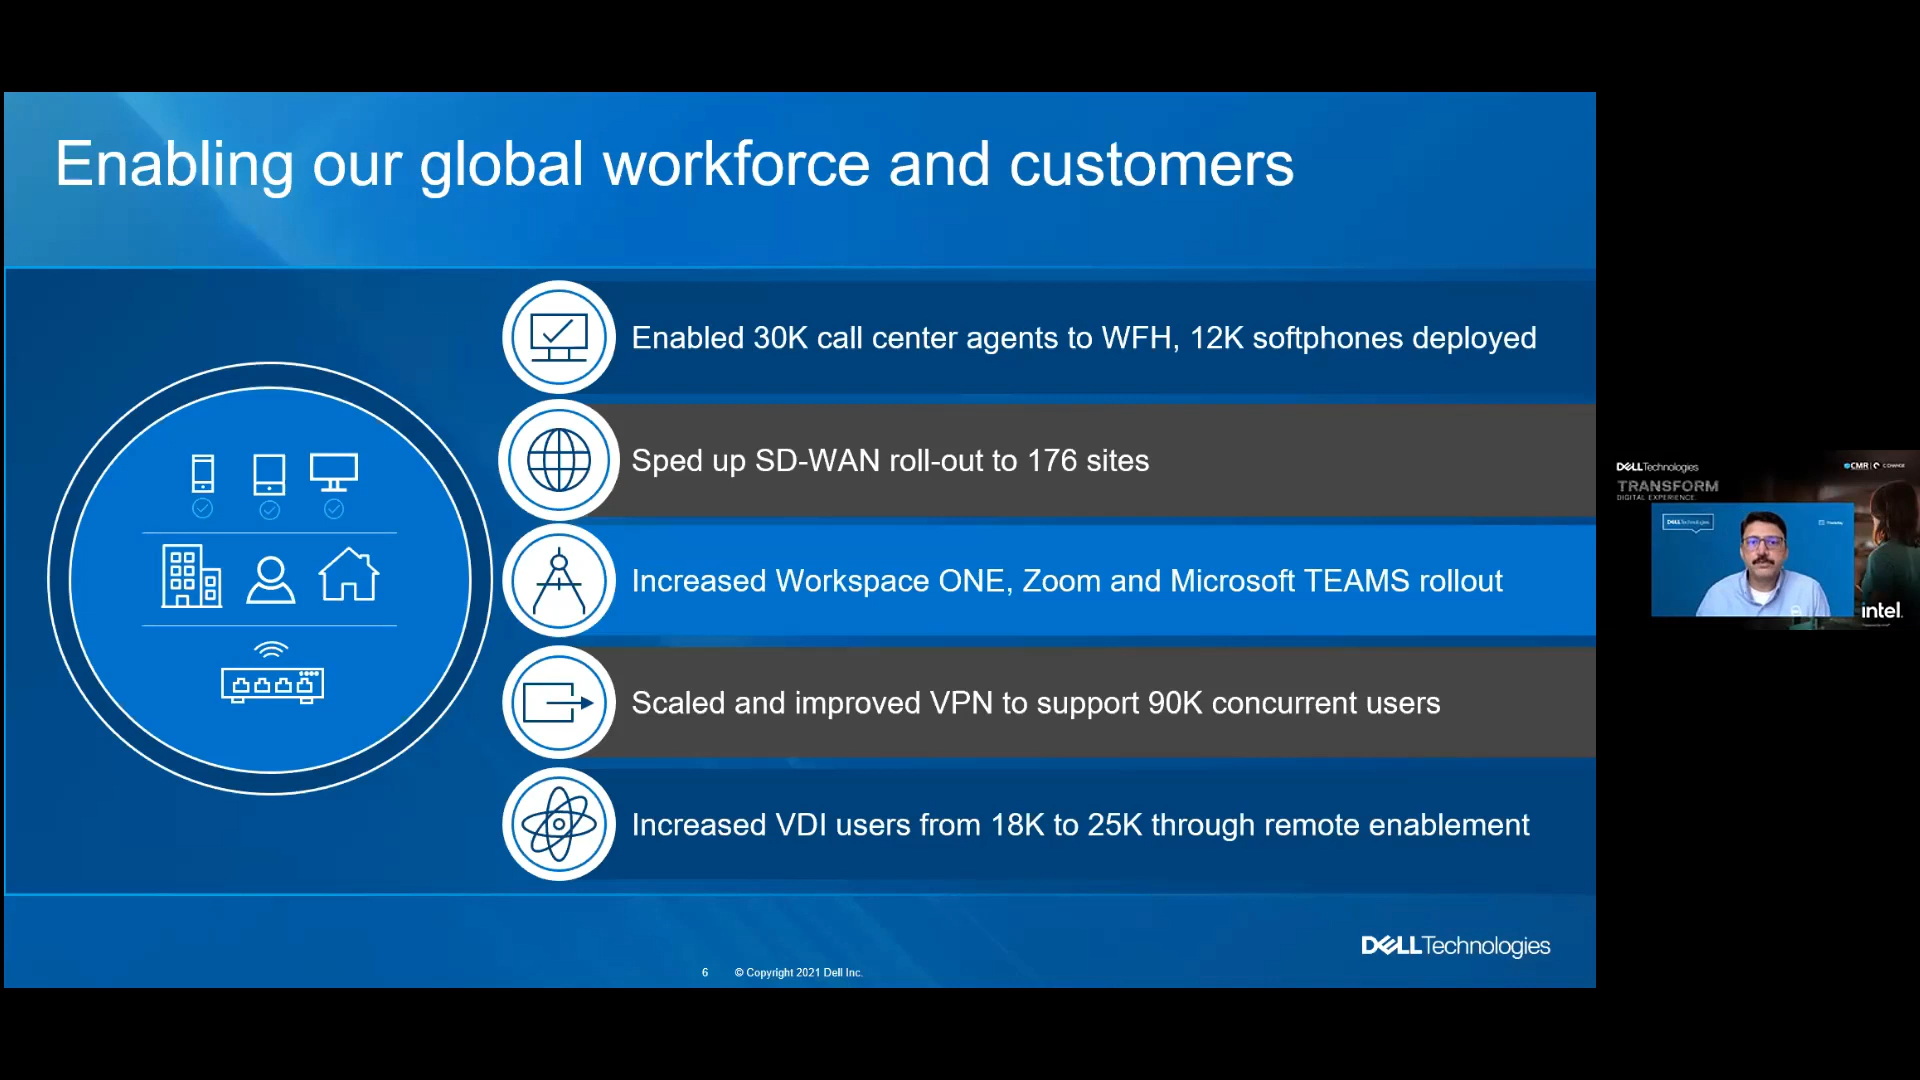 Enabling our global workforce and customers
Enabled 30K call center agents to WFH, 12K softphones deployed
Sped up SD-WAN roll-out to 176 sites
Increased Workspace ONE, Zoom and Microsoft TEAMS rollout
Scaled and improved VPN to support 90K concurrent users
Increased VDI users from 18K to 25K through remote enablement
DELLTechnologies
6 © Copyright 2021 Dell Inc.
DELLTechnologies
CMR
TRANSFORM
DIGITAL EXPERIENCE.
DELLTechnologies
intel.